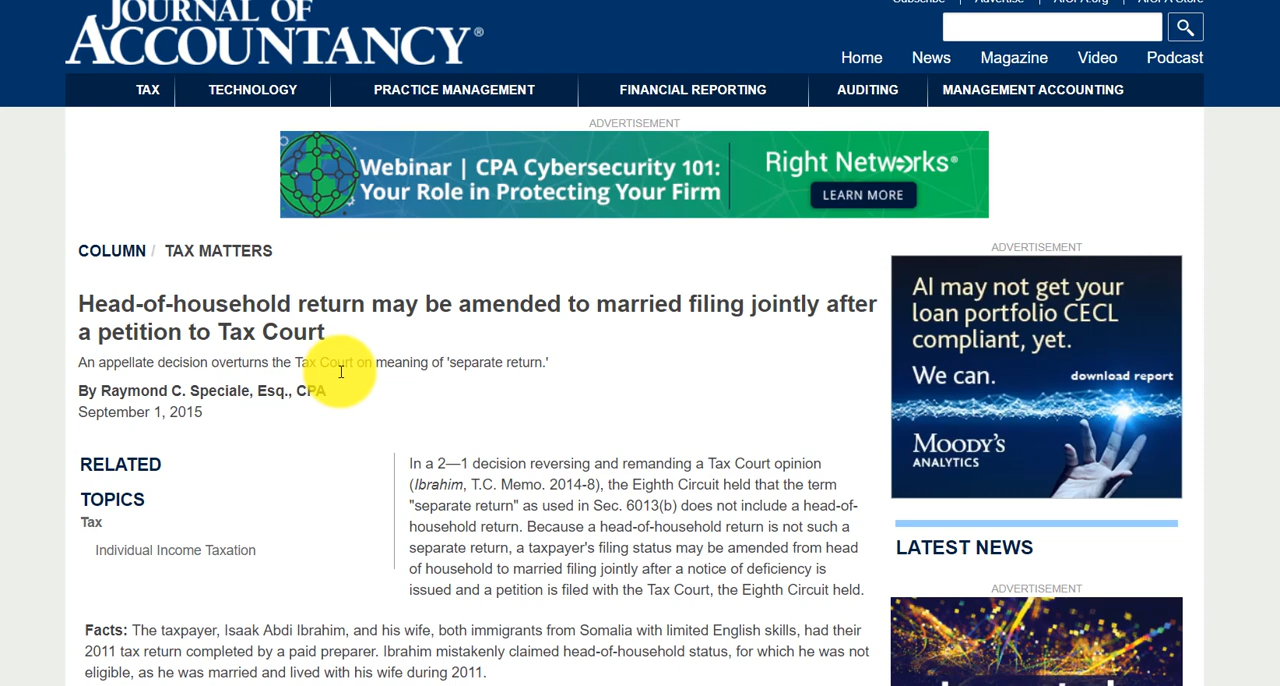 JOURNAL OF
ACCOUNTANCY®
Subscribe | Advertise | AICPA.org | AICPA Store
Home News Magazine Video Podcast
TAX TECHNOLOGY PRACTICE MANAGEMENT FINANCIAL REPORTING AUDITING MANAGEMENT ACCOUNTING
ADVERTISEMENT
Webinar | CPA Cybersecurity 101:
Your Role in Protecting Your Firm
Right Networks®
LEARN MORE
COLUMN / TAX MATTERS
Head-of-household return may be amended to married filing jointly after
a petition to Tax Court
An appellate decision overturns the Tax Court on meaning of 'separate return.'
By Raymond C. Speciale, Esq., CPA
September 1, 2015
RELATED
TOPICS
Tax
Individual Income Taxation
In a 2—1 decision reversing and remanding a Tax Court opinion
(Ibrahim, T.C. Memo. 2014-8), the Eighth Circuit held that the term
"separate return" as used in Sec. 6013(b) does not include a head-of-
household return. Because a head-of-household return is not such a
separate return, a taxpayer's filing status may be amended from head
of household to married filing jointly after a notice of deficiency is
issued and a petition is filed with the Tax Court, the Eighth Circuit held.
Facts: The taxpayer, Isaak Abdi Ibrahim, and his wife, both immigrants from Somalia with limited English skills, had their
2011 tax return completed by a paid preparer. Ibrahim mistakenly claimed head-of-household status, for which he was not
eligible, as he was married and lived with his wife during 2011.
ADVERTISEMENT
AI may not get your
loan portfolio CECL
compliant, yet.
We can.
download report
MOODY'S
ANALYTICS
LATEST NEWS
ADVERTISEMENT